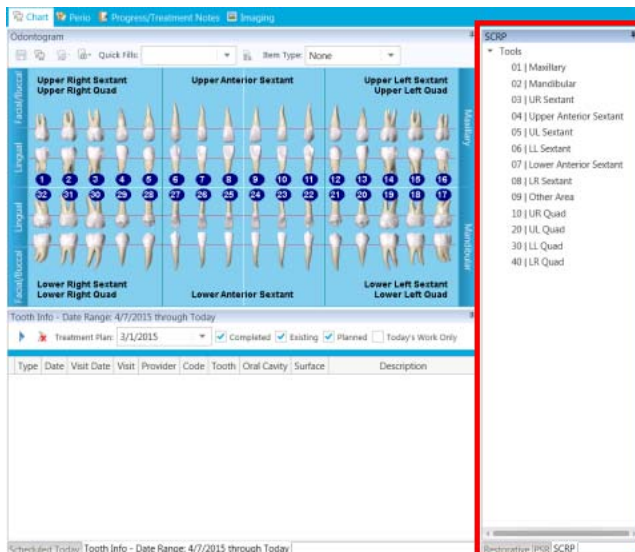 Chart Perio Progress/Treatment Notes Imaging
Odontogram
Quick Fills: Item Type: None
Upper Right Sextant Upper Anterior Sextant Upper Left Sextant
Upper Right Quad Upper Left Quad
Facial/Buccal
Lingual
Maxillary
1 2 3 4 5 6 7 8 9 10 11 12 13 14 15 16
32 31 30 29 28 27 26 25 24 23 22 21 20 19 18 17
Lingual
Facial/Buccal
Mandibular
Lower Right Sextant Lower Left Sextant
Lower Right Quad Lower Anterior Sextant Lower Left Quad
Tooth Info - Date Range: 4/7/2015 through Today
Treatment Plan: 3/1/2015 Completed Existing Planned Today's Work Only
Type Date Visit Date Visit Provider Code Tooth Oral Cavity Surface Description
Scheduled Today Tooth Info - Date Range: 4/7/2015 through Today
SCRP
Tools
01 | Maxillary
02 | Mandibular
03 | UR Sextant
04 | Upper Anterior Sextant
05 | UL Sextant
06 | LL Sextant
07 | Lower Anterior Sextant
08 | LR Sextant
09 | Other Area
10 | UR Quad
20 | UL Quad
30 | LL Quad
40 | LR Quad
Restorative PSR SCRP